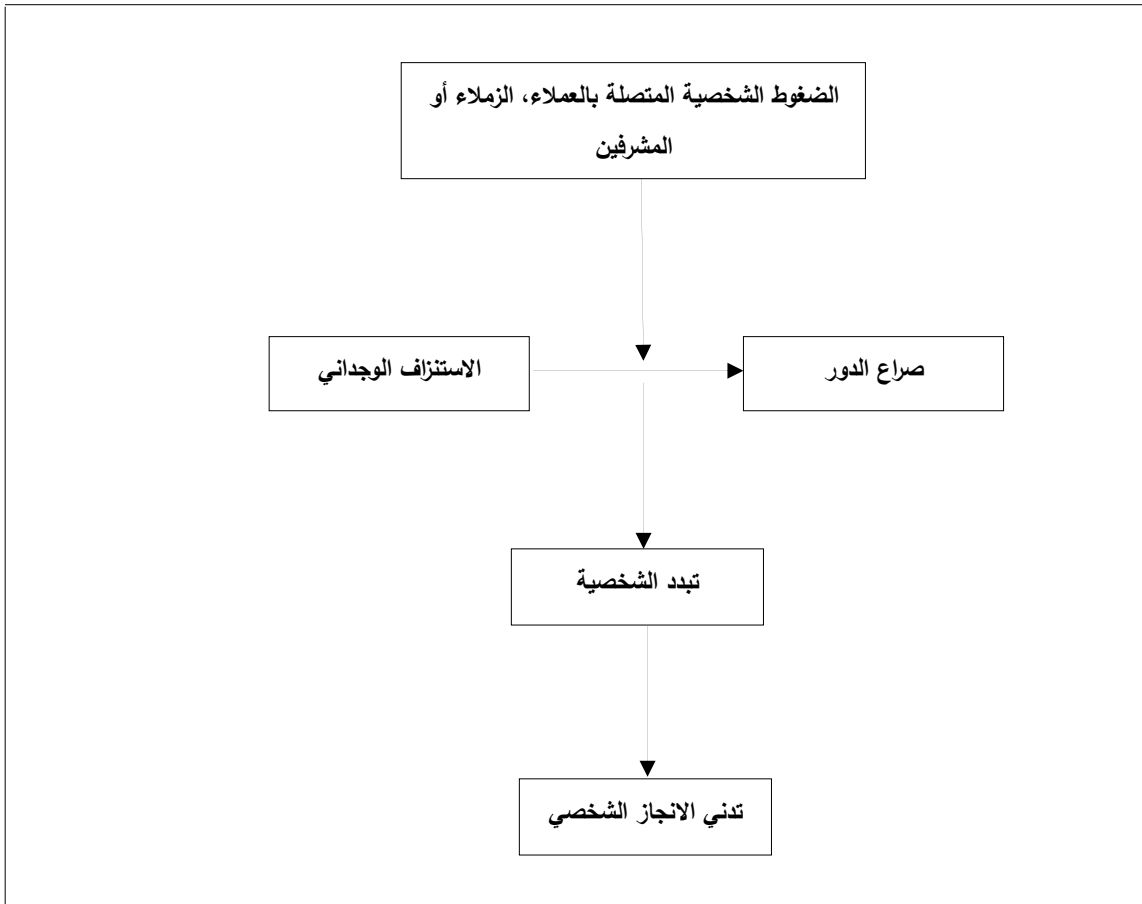 الضغوط الشخصية المتصلة بالعملاء، الزملاء أو
المشرفين
صراع الدور
الاستنزاف الوجداني
تبدد الشخصية
تدني الانجاز الشخصي